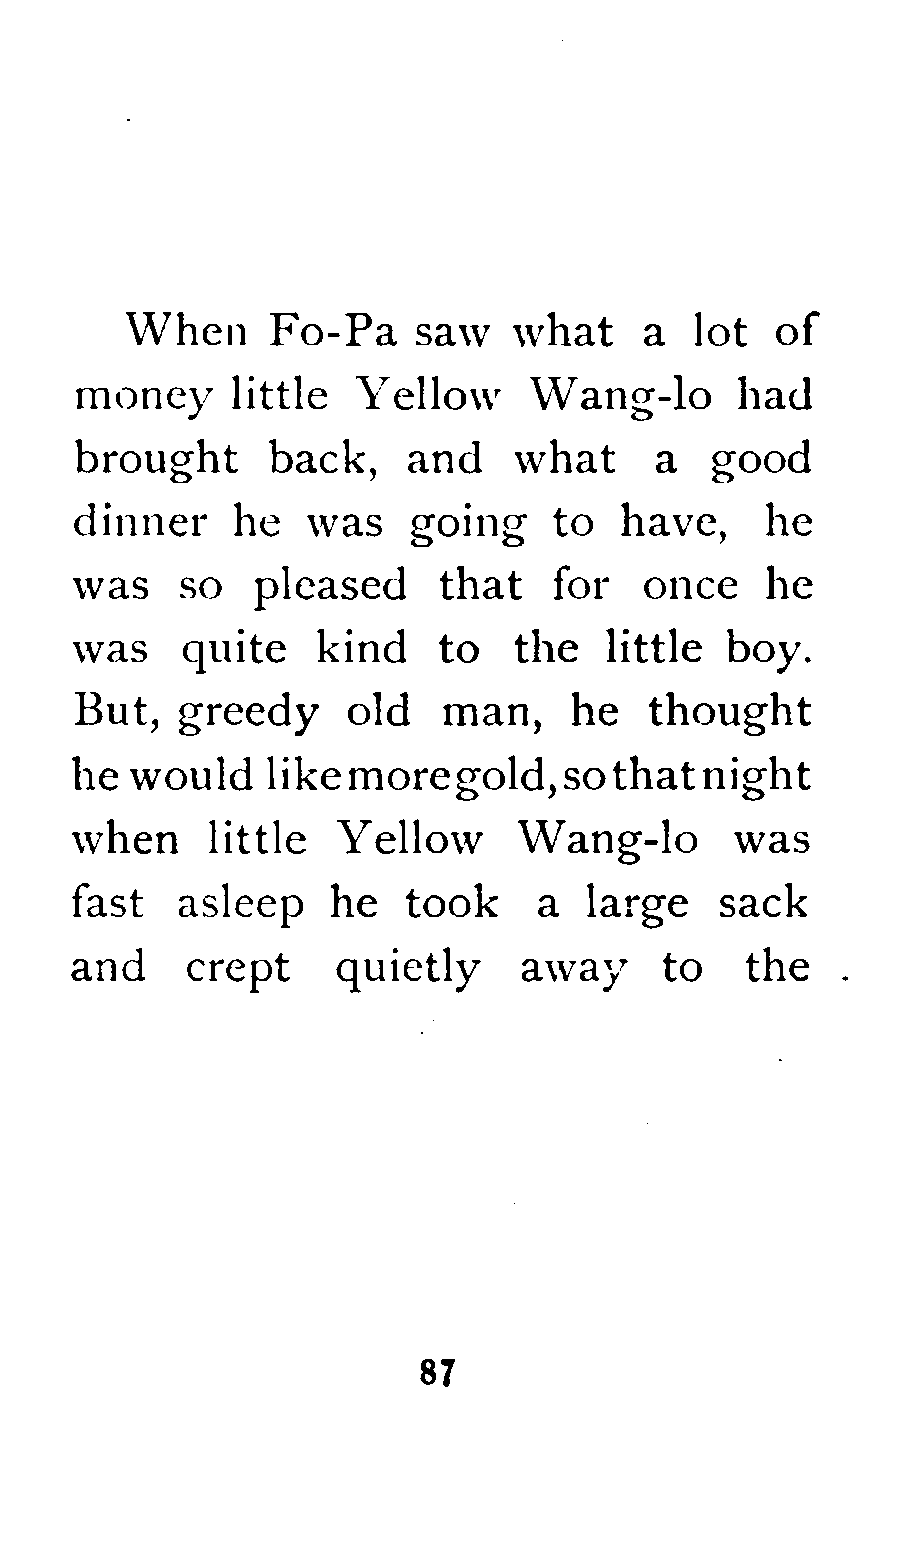 When Fo-Pa saw what a lot of
money little Yellow Wang-lo had
brought back, and what a good
dinner he was going to have, he
was so pleased that for once he
was quite kind to the little boy.
But, greedy old man, he thought
he would like more gold, so that night
when little Yellow Wang-lo was
fast asleep he took a large sack
and crept quietly away to the
87